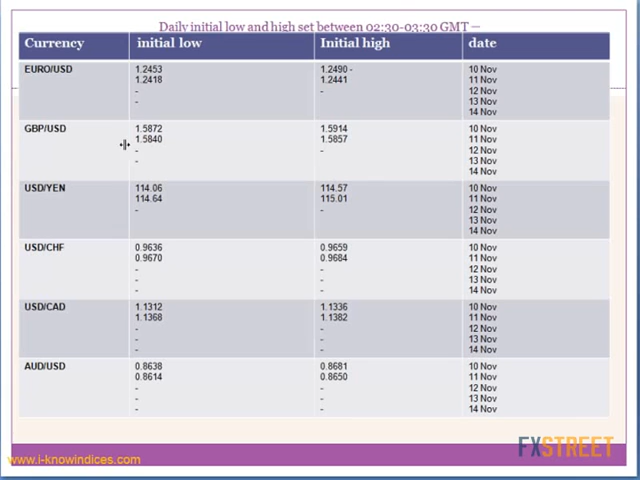 Daily initial low and high set between 02:30-03:30 GMT –
Currency initial low Initial high date
EURO/USD 1.2453 1.2490 - 10 Nov
1.2418 1.2441 11 Nov
- - 12 Nov
- 13 Nov
14 Nov
GBP/USD 1.5872 1.5914 10 Nov
1.5840 1.5857 11 Nov
- - 12 Nov
- 13 Nov
14 Nov
USD/YEN 114.06 114.57 10 Nov
114.64 115.01 11 Nov
- - 12 Nov
13 Nov
14 Nov
USD/CHF 0.9636 0.9659 10 Nov
0.9670 0.9684 11 Nov
- - 12 Nov
- - 13 Nov
- - 14 Nov
USD/CAD 1.1312 1.1336 10 Nov
1.1368 1.1382 11 Nov
- - 12 Nov
- - 13 Nov
- - 14 Nov
AUD/USD 0.8638 0.8681 10 Nov
0.8614 0.8650 11 Nov
- - 12 Nov
- - 13 Nov
- - 14 Nov
FXSTREET
www.i-knowindices.com